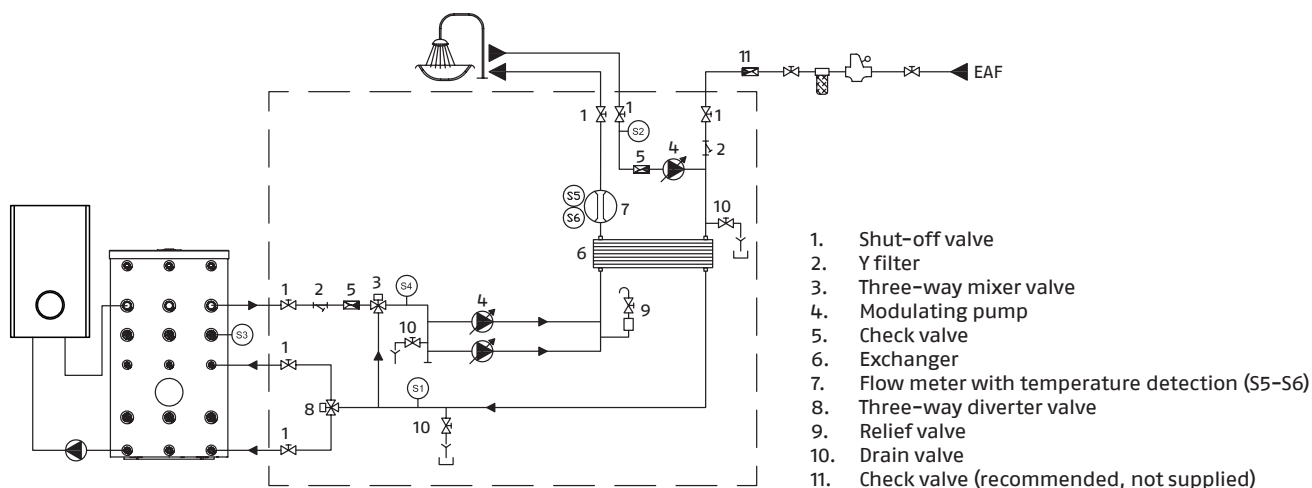 11
EAF
1
1
1
S2
5
4
2
S5
S6
7
10
6
1
2
5
3
S4
4
9
S3
10
1
S1
8
10
1
1. Shut-off valve
2. Y filter
3. Three-way mixer valve
4. Modulating pump
5. Check valve
6. Exchanger
7. Flow meter with temperature detection (S5-S6)
8. Three-way diverter valve
9. Relief valve
10. Drain valve
11. Check valve (recommended, not supplied)